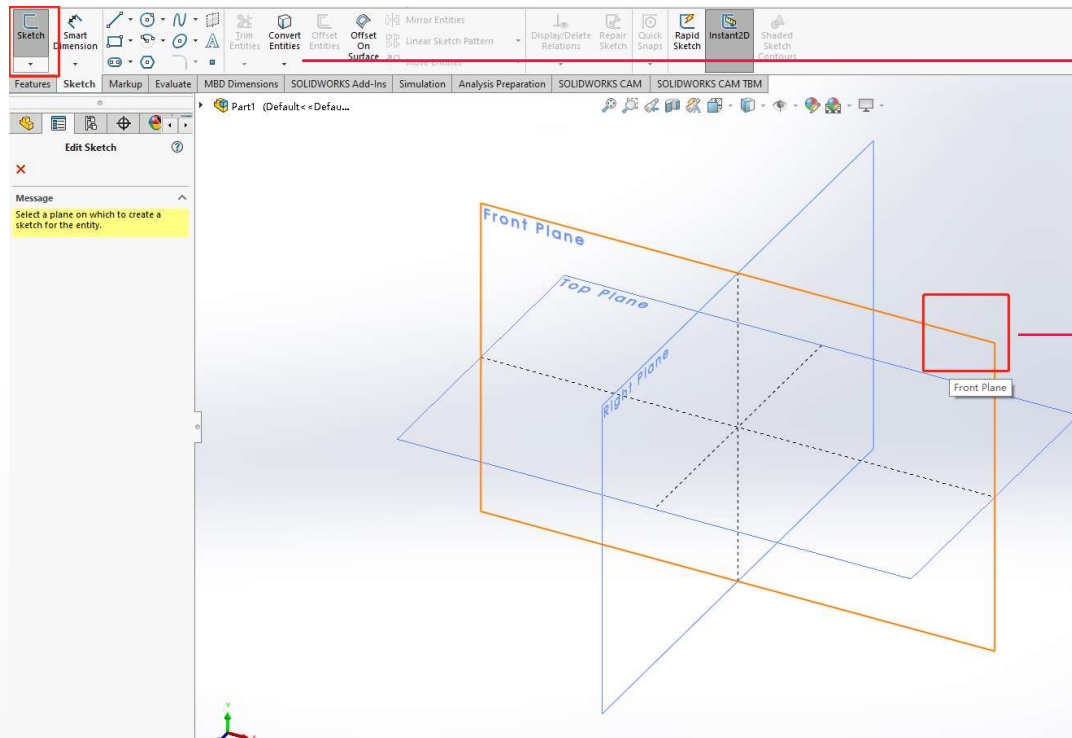 Sketch
Smart
Dimension
Trim
Entities
Convert
Entities
Offset
Entities
Offset
On
Surface
Mirror Entities
Linear Sketch Pattern
Move Entities
Display/Delete
Relations
Repair
Sketch
Quick
Snaps
Rapid
Sketch
Instant2D
Shaded
Sketch
Contours
Features Sketch Markup Evaluate MBD Dimensions SOLIDWORKS Add-Ins Simulation Analysis Preparation SOLIDWORKS CAM SOLIDWORKS CAM TBM
Part1 (Default<<Defau...
Edit Sketch
Message
Select a plane on which to create a
sketch for the entity.
Front Plane
Top Plane
Right Plane
Front Plane
Y
X